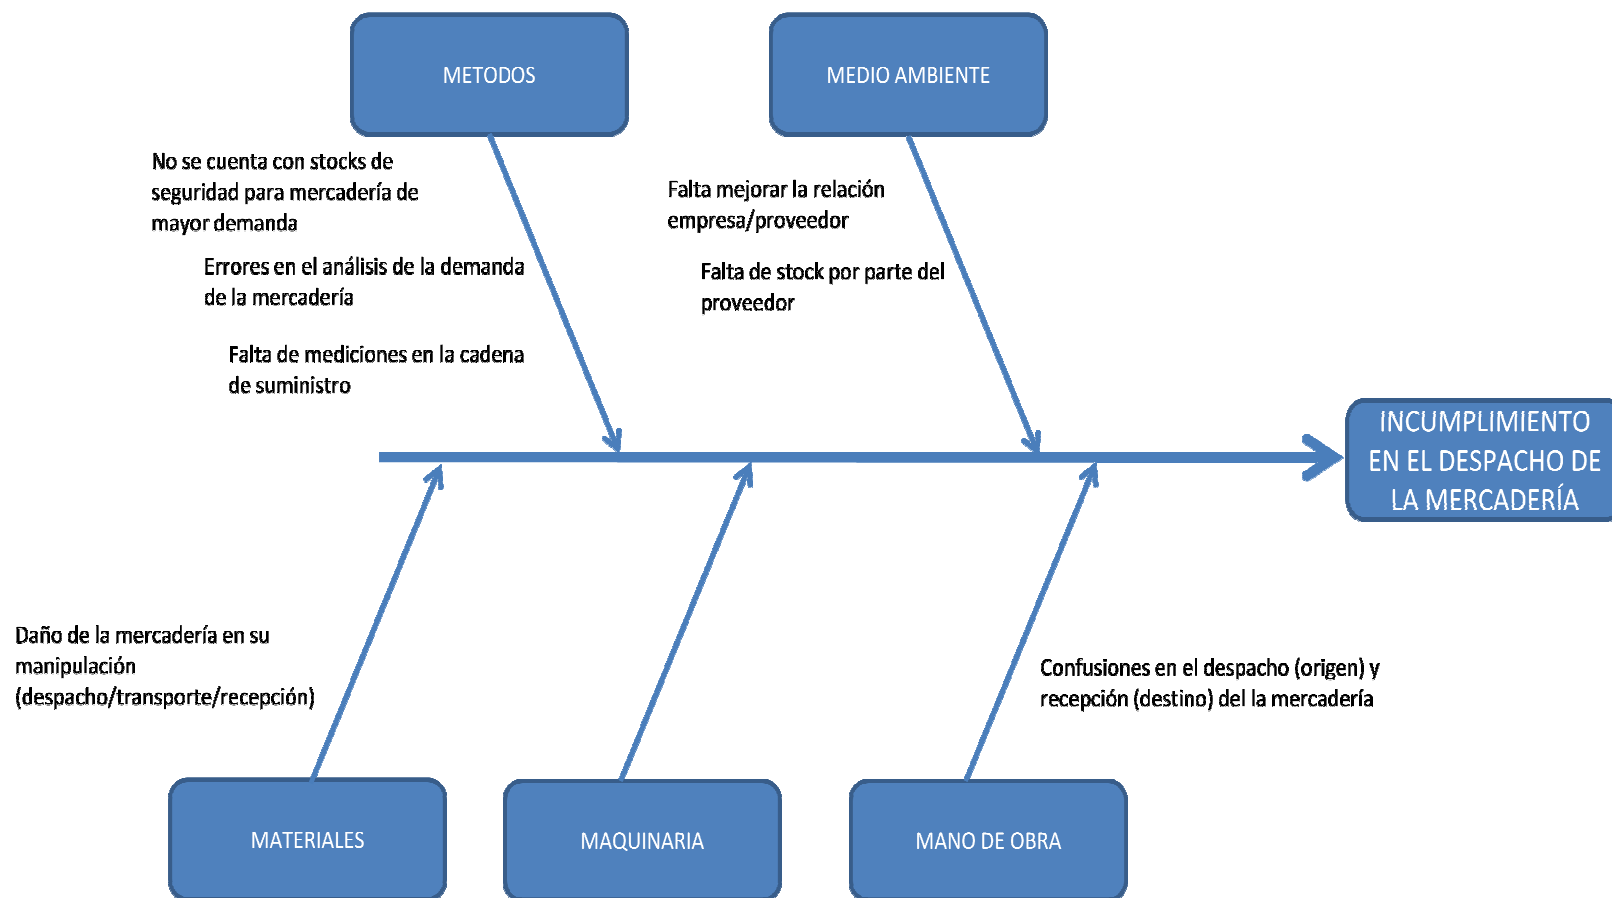 METODOS
MEDIO AMBIENTE
No se cuenta con stocks de
seguridad para mercadería de
mayor demanda
Errores en el análisis de la demanda
de la mercadería
Falta de mediciones en la cadena
de suministro
Falta mejorar la relación
empresa/proveedor
Falta de stock por parte del
proveedor
INCUMPLIMIENTO
EN EL DESPACHO DE
LA MERCADERÍA
Daño de la mercadería en su
manipulación
(despacho/transporte/recepción)
Confusiones en el despacho (origen) y
recepción (destino) del la mercadería
MATERIALES
MAQUINARIA
MANO DE OBRA